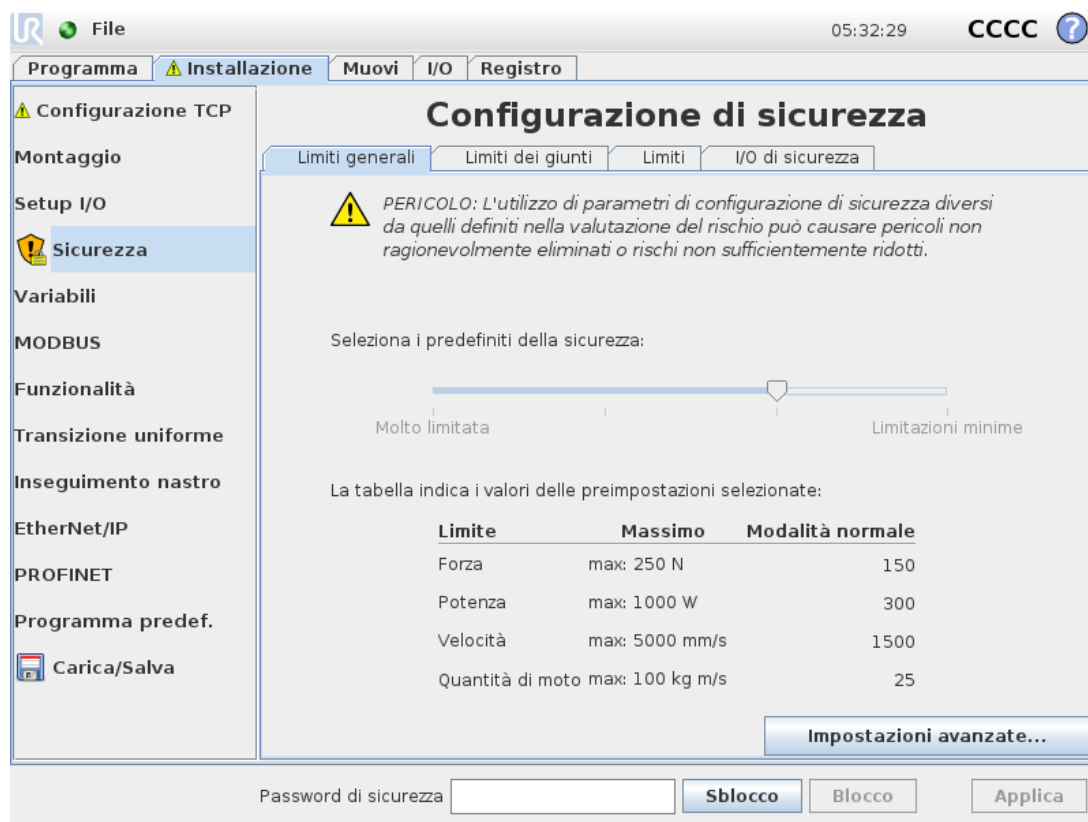 UR File 05:32:29 CCCC ?
Programma Installazione Muovi I/O Registro
Configurazione TCP
Montaggio
Setup I/O
Sicurezza
Variabili
MODBUS
Funzionalità
Transizione uniforme
Inseguimento nastro
EtherNet/IP
PROFINET
Programma predef.
Carica/Salva
Configurazione di sicurezza
Limiti generali Limiti dei giunti Limiti I/O di sicurezza
PERICOLO: L'utilizzo di parametri di configurazione di sicurezza diversi
da quelli definiti nella valutazione del rischio può causare pericoli non
ragionevolmente eliminati o rischi non sufficientemente ridotti.
Seleziona i predefiniti della sicurezza:
Molto limitata Limitazioni minime
La tabella indica i valori delle preimpostazioni selezionate:
Limite Massimo Modalità normale
Forza max: 250 N 150
Potenza max: 1000 W 300
Velocità max: 5000 mm/s 1500
Quantità di moto max: 100 kg m/s 25
Impostazioni avanzate...
Password di sicurezza Sblocco Blocco Applica